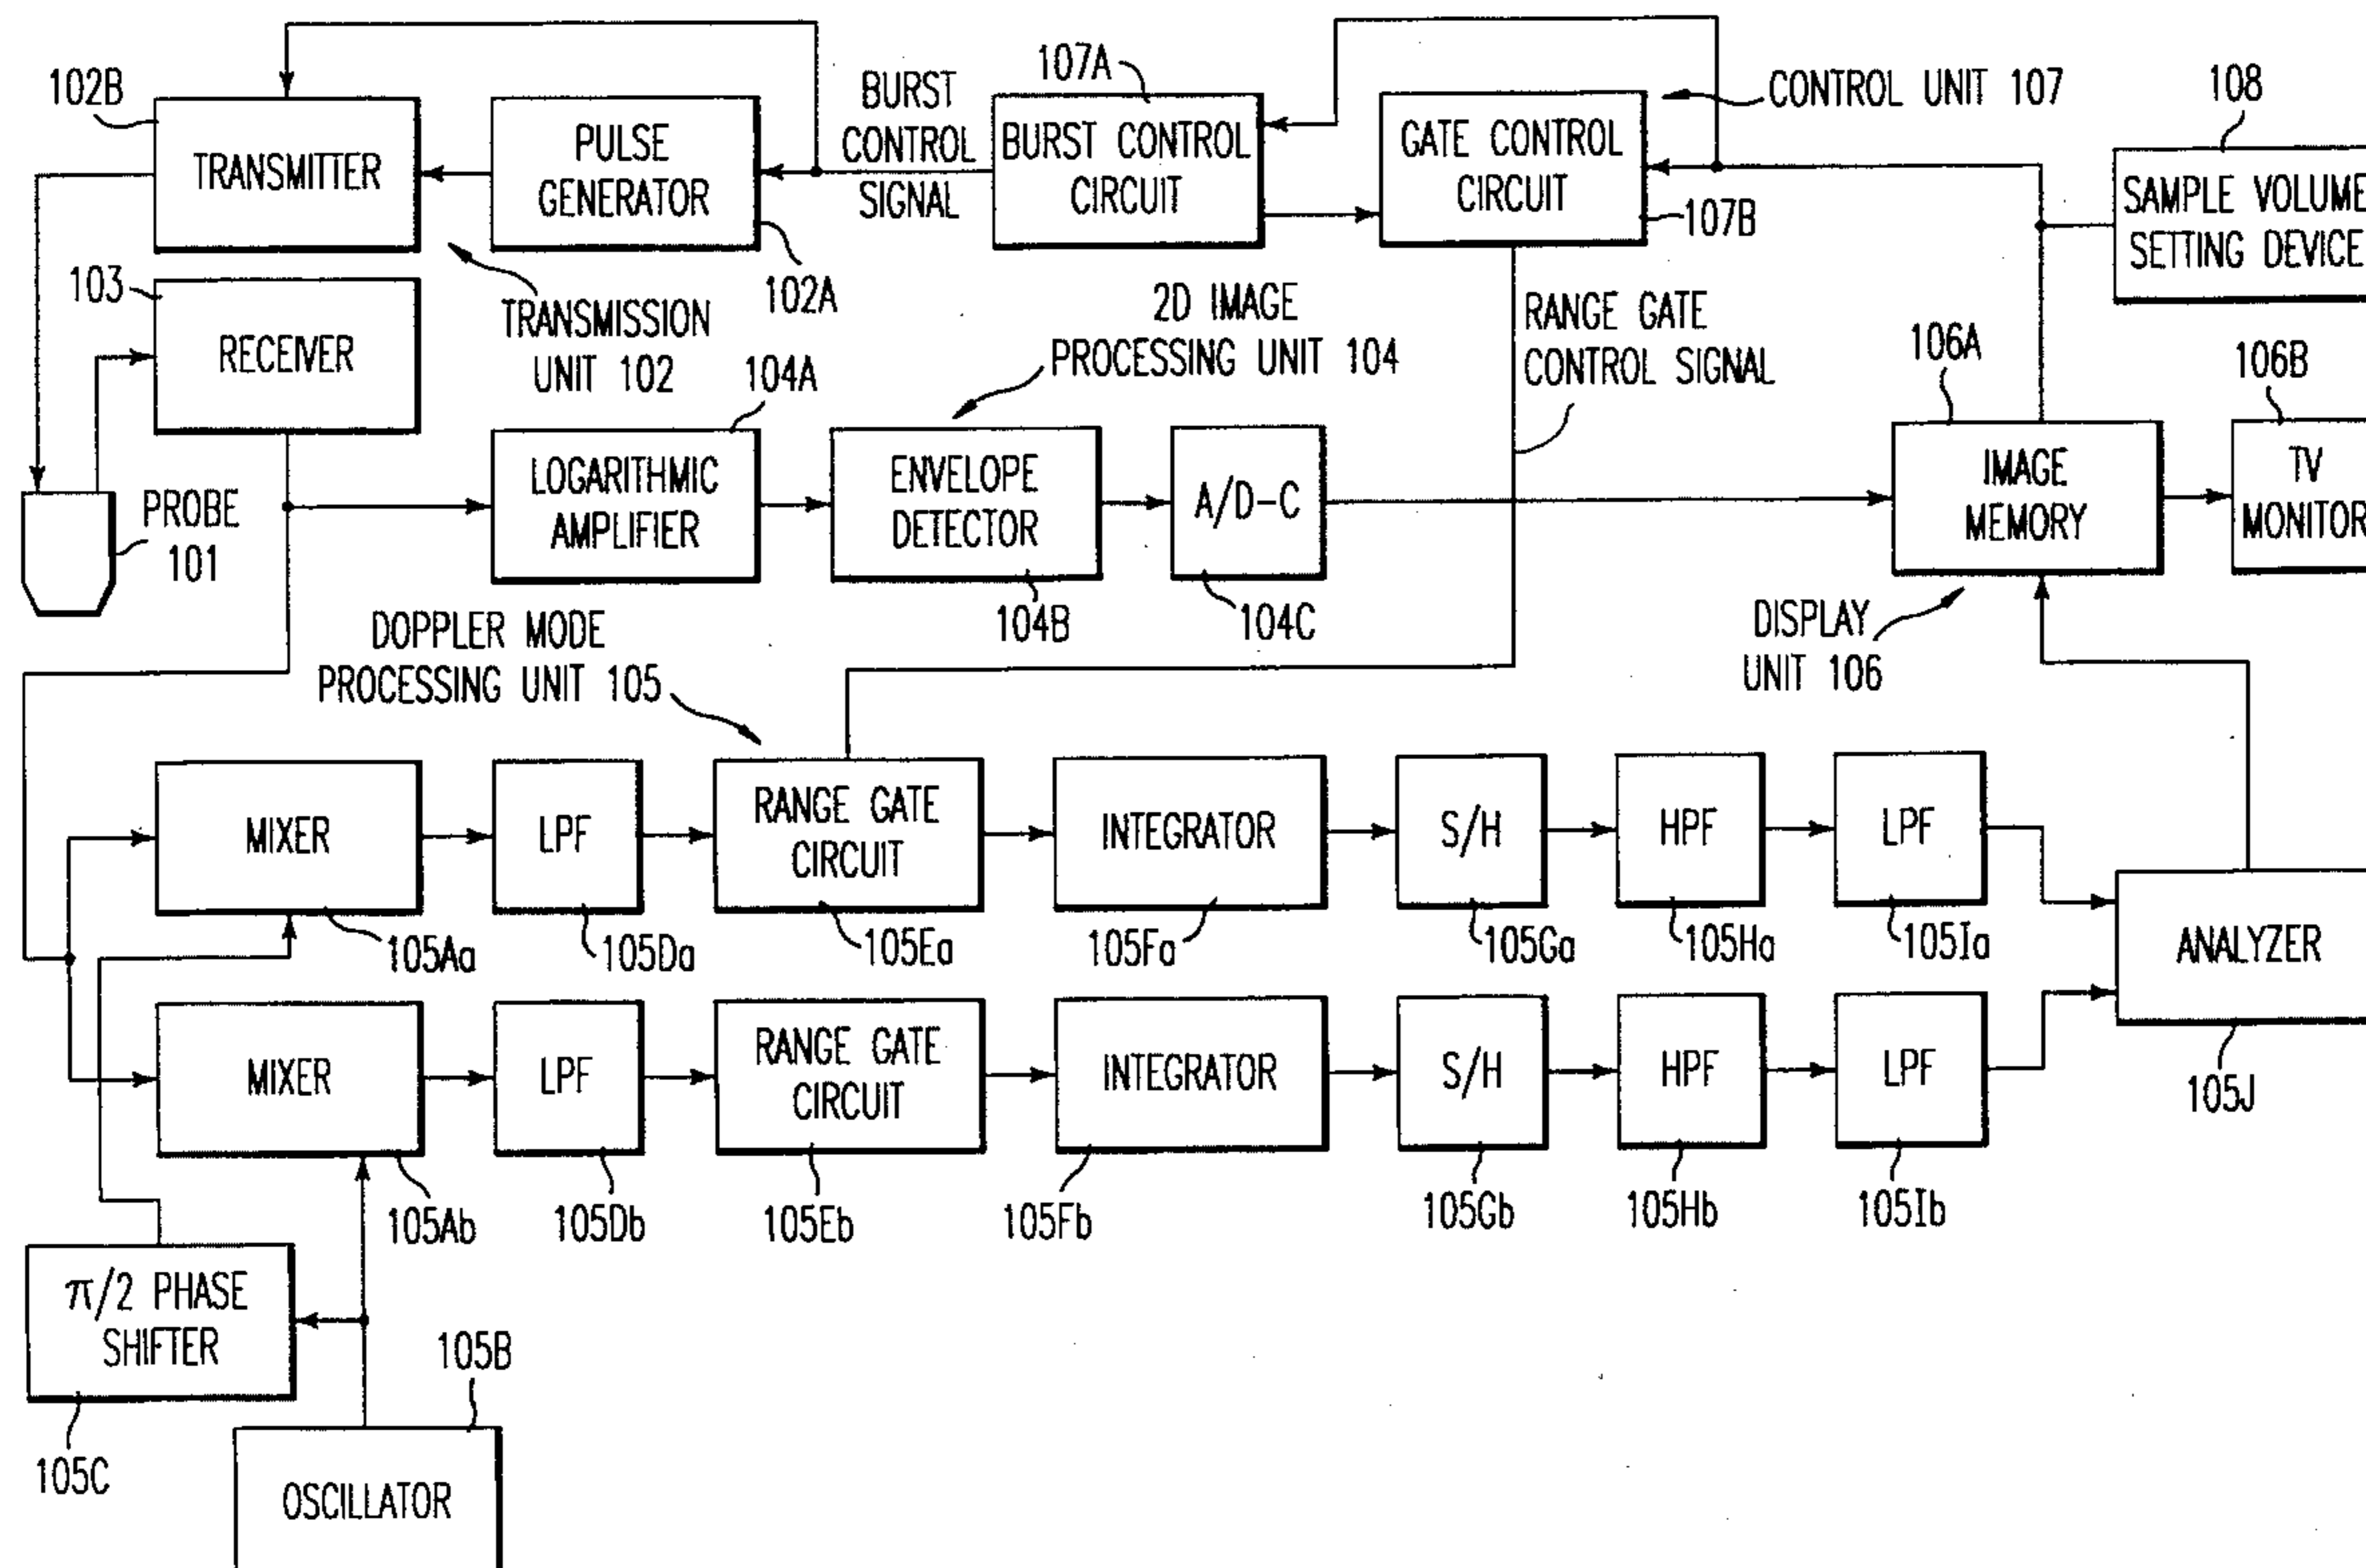 102B
TRANSMITTER
PULSE
GENERATOR
102A
TRANSMISSION
UNIT 102
BURST
CONTROL
SIGNAL
107A
BURST CONTROL
CIRCUIT
GATE CONTROL
CIRCUIT
107B
CONTROL UNIT 107
108
SAMPLE VOLUME
SETTING DEVICE
103
RECEIVER
PROBE
101
104A
LOGARITHMIC
AMPLIFIER
2D IMAGE
PROCESSING UNIT 104
ENVELOPE
DETECTOR
104B
A/D-C
104C
RANGE GATE
CONTROL SIGNAL
106A
IMAGE
MEMORY
106B
TV
MONITOR
DISPLAY
UNIT 106
DOPPLER MODE
PROCESSING UNIT 105
MIXER
105Aa
LPF
105Da
RANGE GATE
CIRCUIT
105Ea
INTEGRATOR
105Fa
S/H
105Ga
HPF
105Ha
LPF
105Ia
ANALYZER
105J
MIXER
105Ab
LPF
105Db
RANGE GATE
CIRCUIT
105Eb
INTEGRATOR
105Fb
S/H
105Gb
HPF
105Hb
LPF
105Ib
π/2 PHASE
SHIFTER
105C
105B
OSCILLATOR